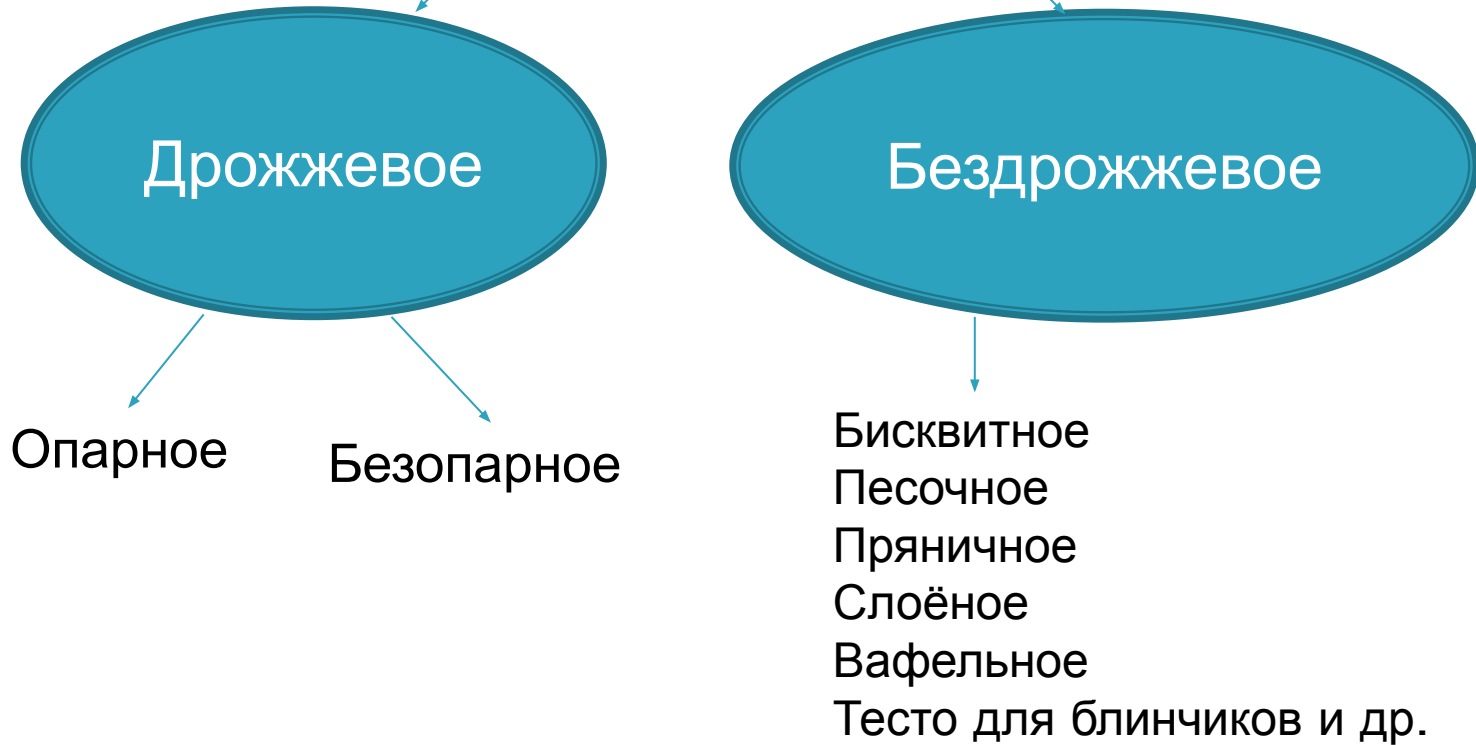 Дрожжевое
Бездрожжевое
Опарное
Безопарное
Бисквитное
Песочное
Пряничное
Слоёное
Вафельное
Тесто для блинчиков и др.